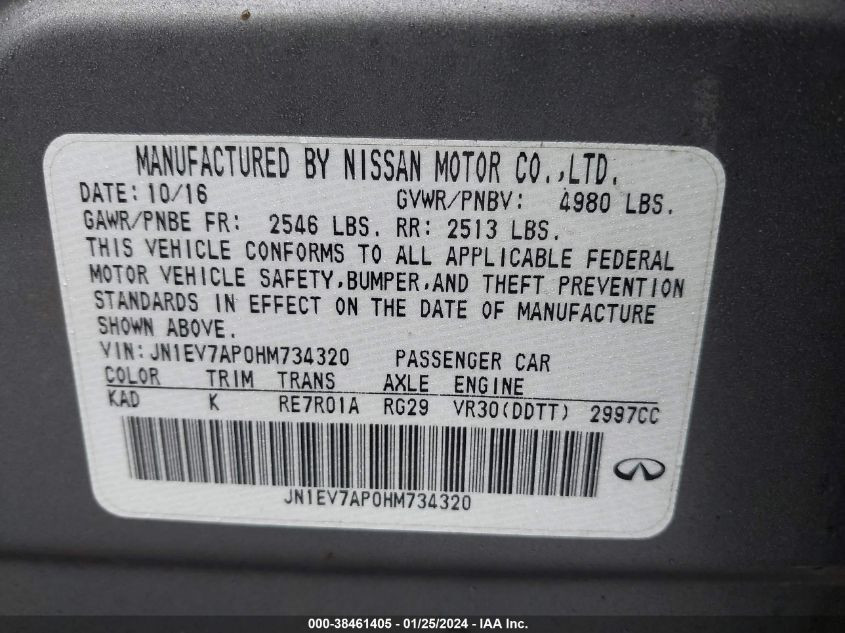 MANUFACTURED BY NISSAN MOTOR CO.,LTD.
DATE: 10/16 GVWR/PNBV: 4980 LBS.
GAWR/PNBE FR: 2546 LBS. RR: 2513 LBS.
THIS VEHICLE CONFORMS TO ALL APPLICABLE FEDERAL
MOTOR VEHICLE SAFETY,BUMPER,AND THEFT PREVENTION
STANDARDS IN EFFECT ON THE DATE OF MANUFACTURE
SHOWN ABOVE.
VIN: JN1EV7AP0HM734320 PASSENGER CAR
COLOR TRIM TRANS AXLE ENGINE
KAD K RE7R01A RG29 VR30(DDTT) 2997CC
JN1EV7AP0HM734320
000-38461405 - 01/25/2024 - IAA Inc.